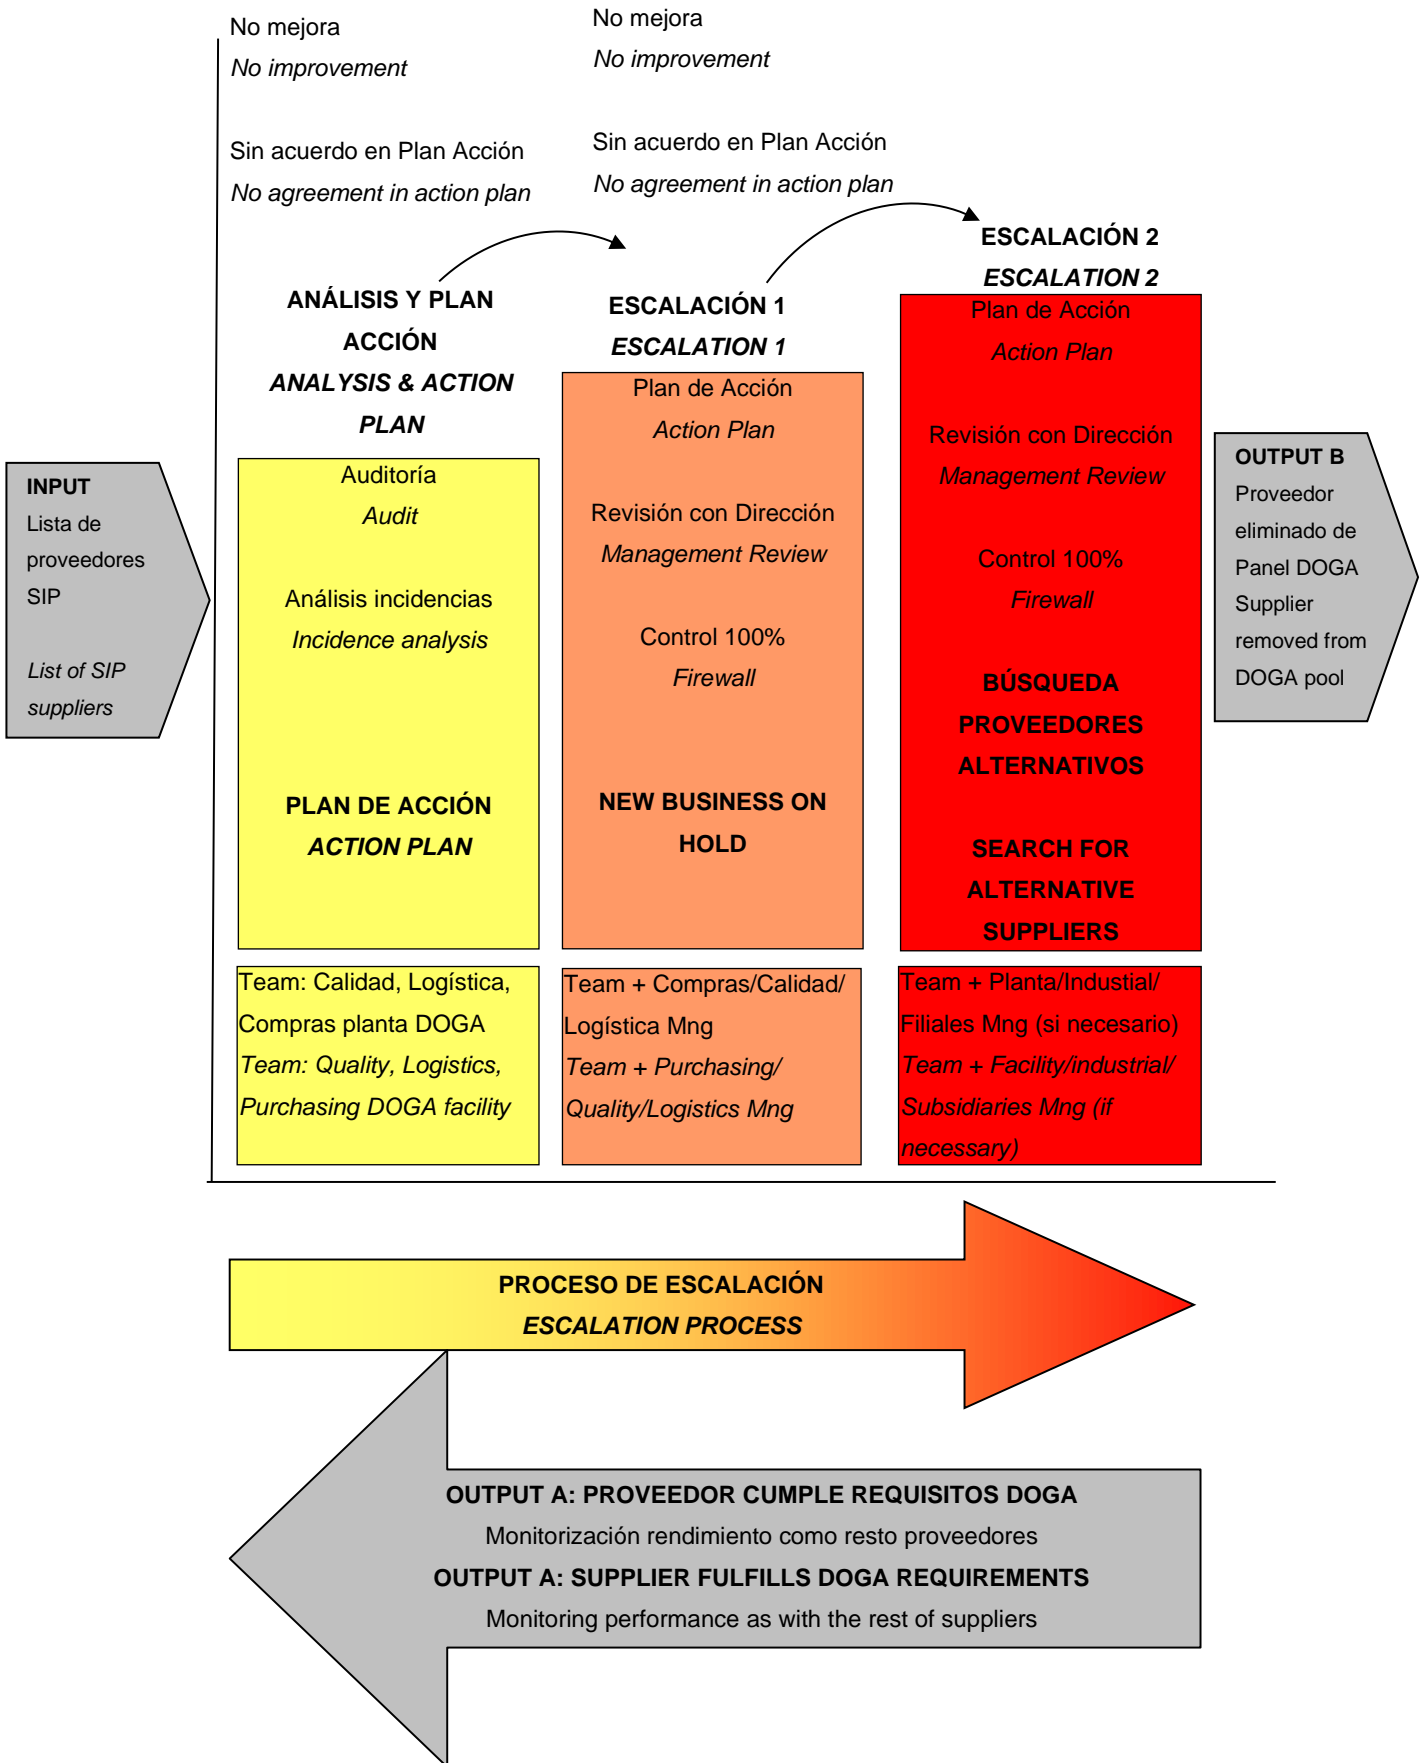 No mejora
No improvement
Sin acuerdo en Plan Acción
No agreement in action plan
No mejora
No improvement
Sin acuerdo en Plan Acción
No agreement in action plan
INPUT
Lista de
proveedores
SIP
List of SIP
suppliers
ANÁLISIS Y PLAN
ACCIÓN
ANALYSIS & ACTION
PLAN
Auditoría
Audit
Análisis incidencias
Incidence analysis
PLAN DE ACCIÓN
ACTION PLAN
Team: Calidad, Logística,
Compras planta DOGA
Team: Quality, Logistics,
Purchasing DOGA facility
ESCALACIÓN 1
ESCALATION 1
Plan de Acción
Action Plan
Revisión con Dirección
Management Review
Control 100%
Firewall
NEW BUSINESS ON
HOLD
Team + Compras/Calidad/
Logística Mng
Team + Purchasing/
Quality/Logistics Mng
ESCALACIÓN 2
ESCALATION 2
Plan de Acción
Action Plan
Revisión con Dirección
Management Review
Control 100%
Firewall
BÚSQUEDA
PROVEEDORES
ALTERNATIVOS
SEARCH FOR
ALTERNATIVE
SUPPLIERS
Team + Planta/Industial/
Filiales Mng (si necesario)
Team + Facility/industrial/
Subsidiaries Mng (if
necessary)
OUTPUT B
Proveedor
eliminado de
Panel DOGA
Supplier
removed from
DOGA pool
PROCESO DE ESCALACIÓN
ESCALATION PROCESS
OUTPUT A: PROVEEDOR CUMPLE REQUISITOS DOGA
Monitorización rendimiento como resto proveedores
OUTPUT A: SUPPLIER FULFILLS DOGA REQUIREMENTS
Monitoring performance as with the rest of suppliers